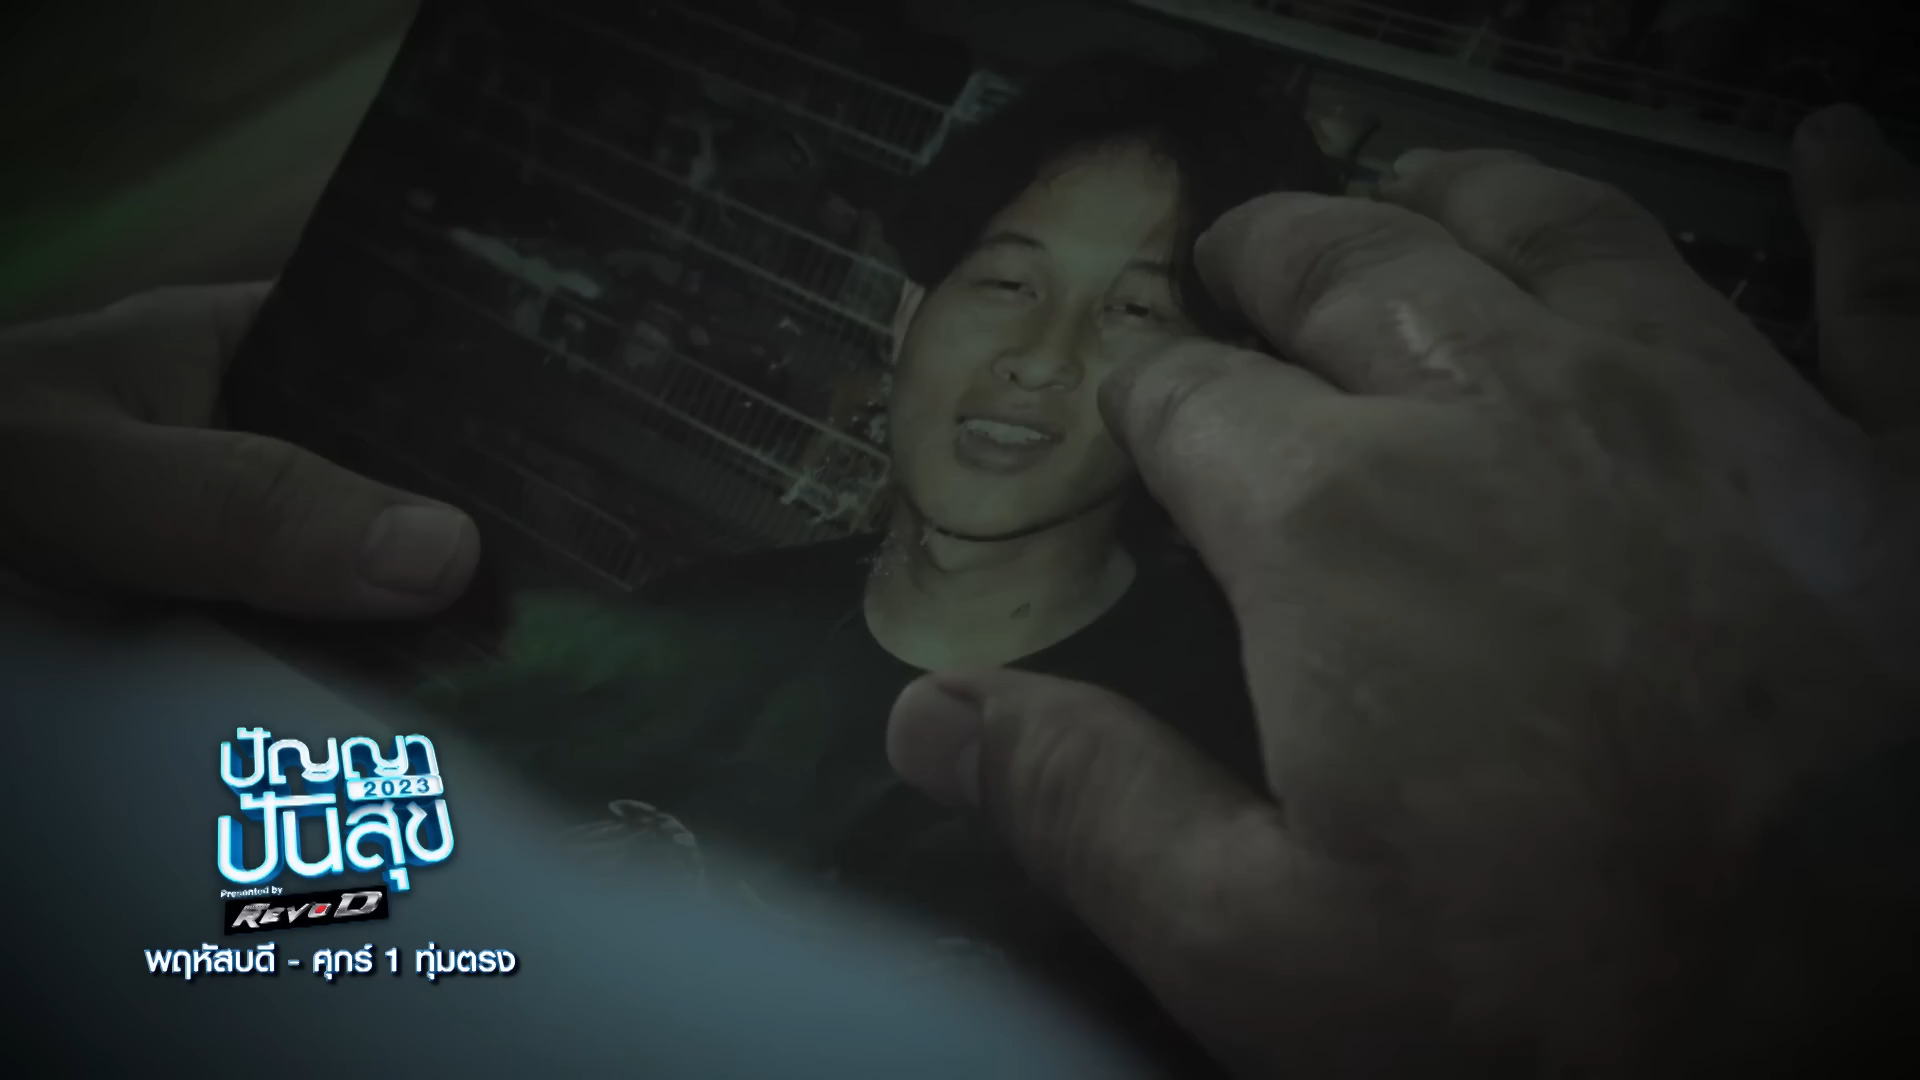 ปัญญา
2023
ปันสุข
Presented by
REVO D
พฤหัสบดี - ศุกร์ 1 ทุ่มตรง